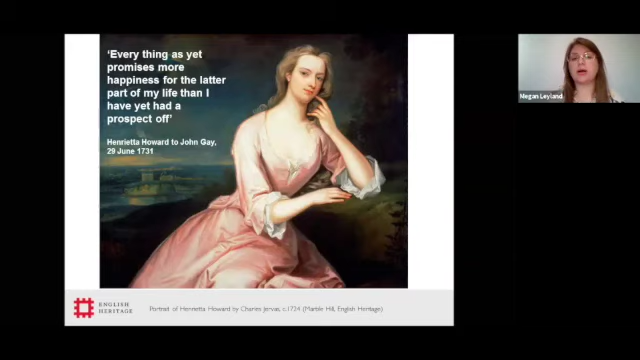 ‘Every thing as yet
promises more
happiness for the latter
part of my life than I
have yet had a
prospect off’
Henrietta Howard to John Gay,
29 June 1731
Megan Leyland
ENGLISH
HERITAGE
Portrait of Henrietta Howard by Charles Jervas, c.1724 (Marble Hill, English Heritage)